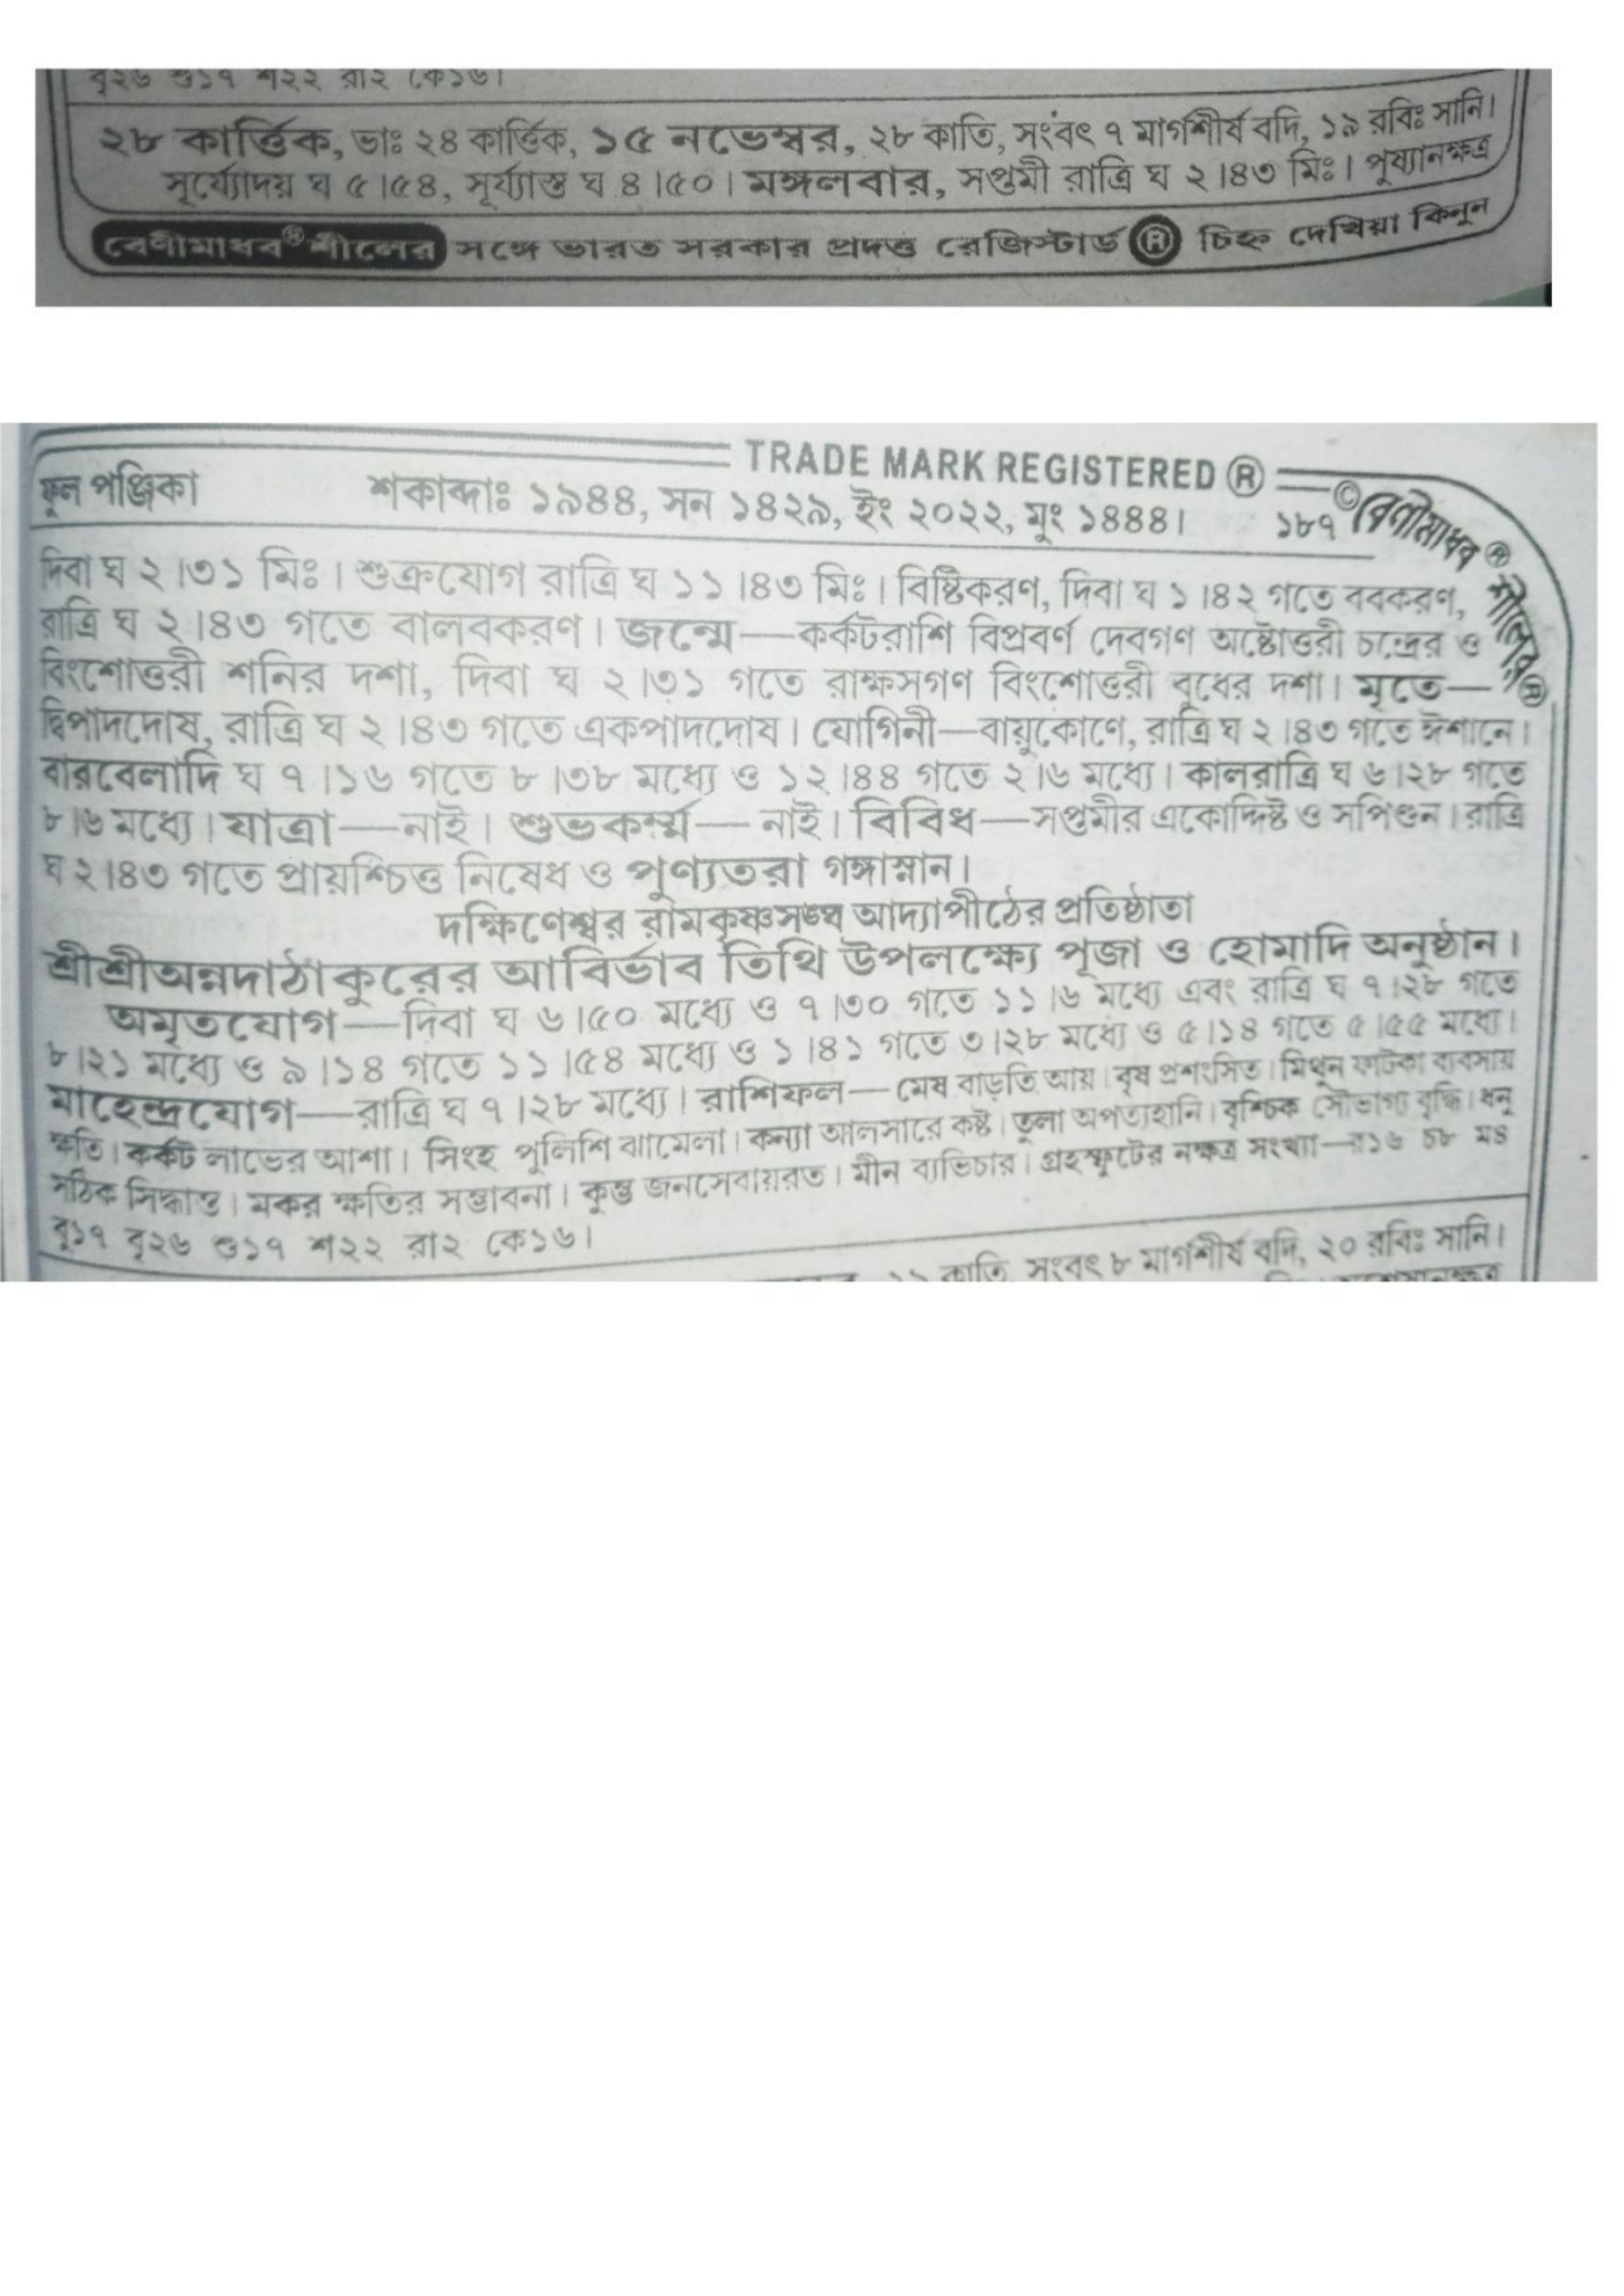 বৃ২৬ শু১৭ শ২২ রা২ কে১৬।
২৮ কার্ত্তিক, ভাঃ ২৪ কার্ত্তিক, ১৫ নভেম্বর, ২৮ কাতি, সংবৎ ৭ মার্গশীর্ষ বদি, ১৯ রবিঃ সানি।
সূর্য্যোদয় ঘ ৫।৫৪, সূর্য্যাস্ত ঘ ৪।৫০। মঙ্গলবার, সপ্তমী রাত্রি ঘ ২।৪৩ মিঃ। পুষ্যানক্ষত্র
বেণীমাধব® শীলের সঙ্গে ভারত সরকার প্রদত্ত রেজিস্টার্ড ® চিহ্ন দেখিয়া কিনুন
TRADE MARK REGISTERED ®
ফুল পঞ্জিকা শকাব্দাঃ ১৯৪৪, সন ১৪২৯, ইং ২০২২, মুং ১৪৪৪। ১৮৭ ©বেণীমাধব® শীলের®
দিবা ঘ ২।৩১ মিঃ। শুক্রযোগ রাত্রি ঘ ১১।৪৩ মিঃ। বিষ্টিকরণ, দিবা ঘ ১।৪২ গতে ববকরণ,
রাত্রি ঘ ২।৪৩ গতে বালবকরণ। জন্মে—কর্কটরাশি বিপ্রবর্ণ দেবগণ অষ্টোত্তরী চন্দ্রের ও
বিংশোত্তরী শনির দশা, দিবা ঘ ২।৩১ গতে রাক্ষসগণ বিংশোত্তরী বুধের দশা। মৃতে—
দ্বিপাদদোষ, রাত্রি ঘ ২।৪৩ গতে একপাদদোষ। যোগিনী—বায়ুকোণে, রাত্রি ঘ ২।৪৩ গতে ঈশানে।
বারবেলাদি ঘ ৭।১৬ গতে ৮।৩৮ মধ্যে ও ১২।৪৪ গতে ২।৬ মধ্যে। কালরাত্রি ঘ ৬।২৮ গতে
৮।৬ মধ্যে। যাত্রা—নাই। শুভকর্ম্ম—নাই। বিবিধ—সপ্তমীর একোদ্দিষ্ট ও সপিণ্ডন। রাত্রি
ঘ ২।৪৩ গতে প্রায়শ্চিত্ত নিষেধ ও পুণ্যতরা গঙ্গাস্নান।
দক্ষিণেশ্বর রামকৃষ্ণসঙ্ঘ আদ্যাপীঠের প্রতিষ্ঠাতা
শ্রীশ্রীঅন্নদাঠাকুরের আবির্ভাব তিথি উপলক্ষ্যে পূজা ও হোমাদি অনুষ্ঠান।
অমৃতযোগ—দিবা ঘ ৬।৫০ মধ্যে ও ৭।৩০ গতে ১১।৬ মধ্যে এবং রাত্রি ঘ ৭।২৮ গতে
৮।২১ মধ্যে ও ৯।১৪ গতে ১১।৫৪ মধ্যে ও ১।৪১ গতে ৩।২৮ মধ্যে ও ৫।১৪ গতে ৫।৫৫ মধ্যে।
মাহেন্দ্রযোগ—রাত্রি ঘ ৭।২৮ মধ্যে। রাশিফল—মেষ বাড়তি আয়। বৃষ প্রশংসিত। মিথুন ফাটকা ব্যবসায়
ক্ষতি। কর্কট লাভের আশা। সিংহ পুলিশি ঝামেলা। কন্যা আলসারে কষ্ট। তুলা অপত্যহানি। বৃশ্চিক সৌভাগ্য বৃদ্ধি। ধনু
সঠিক সিদ্ধান্ত। মকর ক্ষতির সম্ভাবনা। কুম্ভ জনসেবায়রত। মীন ব্যভিচার। গ্রহস্ফুটের নক্ষত্র সংখ্যা—র১৬ চ৮ ম৪
বু১৭ বৃ২৬ শু১৭ শ২২ রা২ কে১৬।
কাতি, সংবৎ ৮ মার্গশীর্ষ বদি, ২০ রবিঃ সানি।